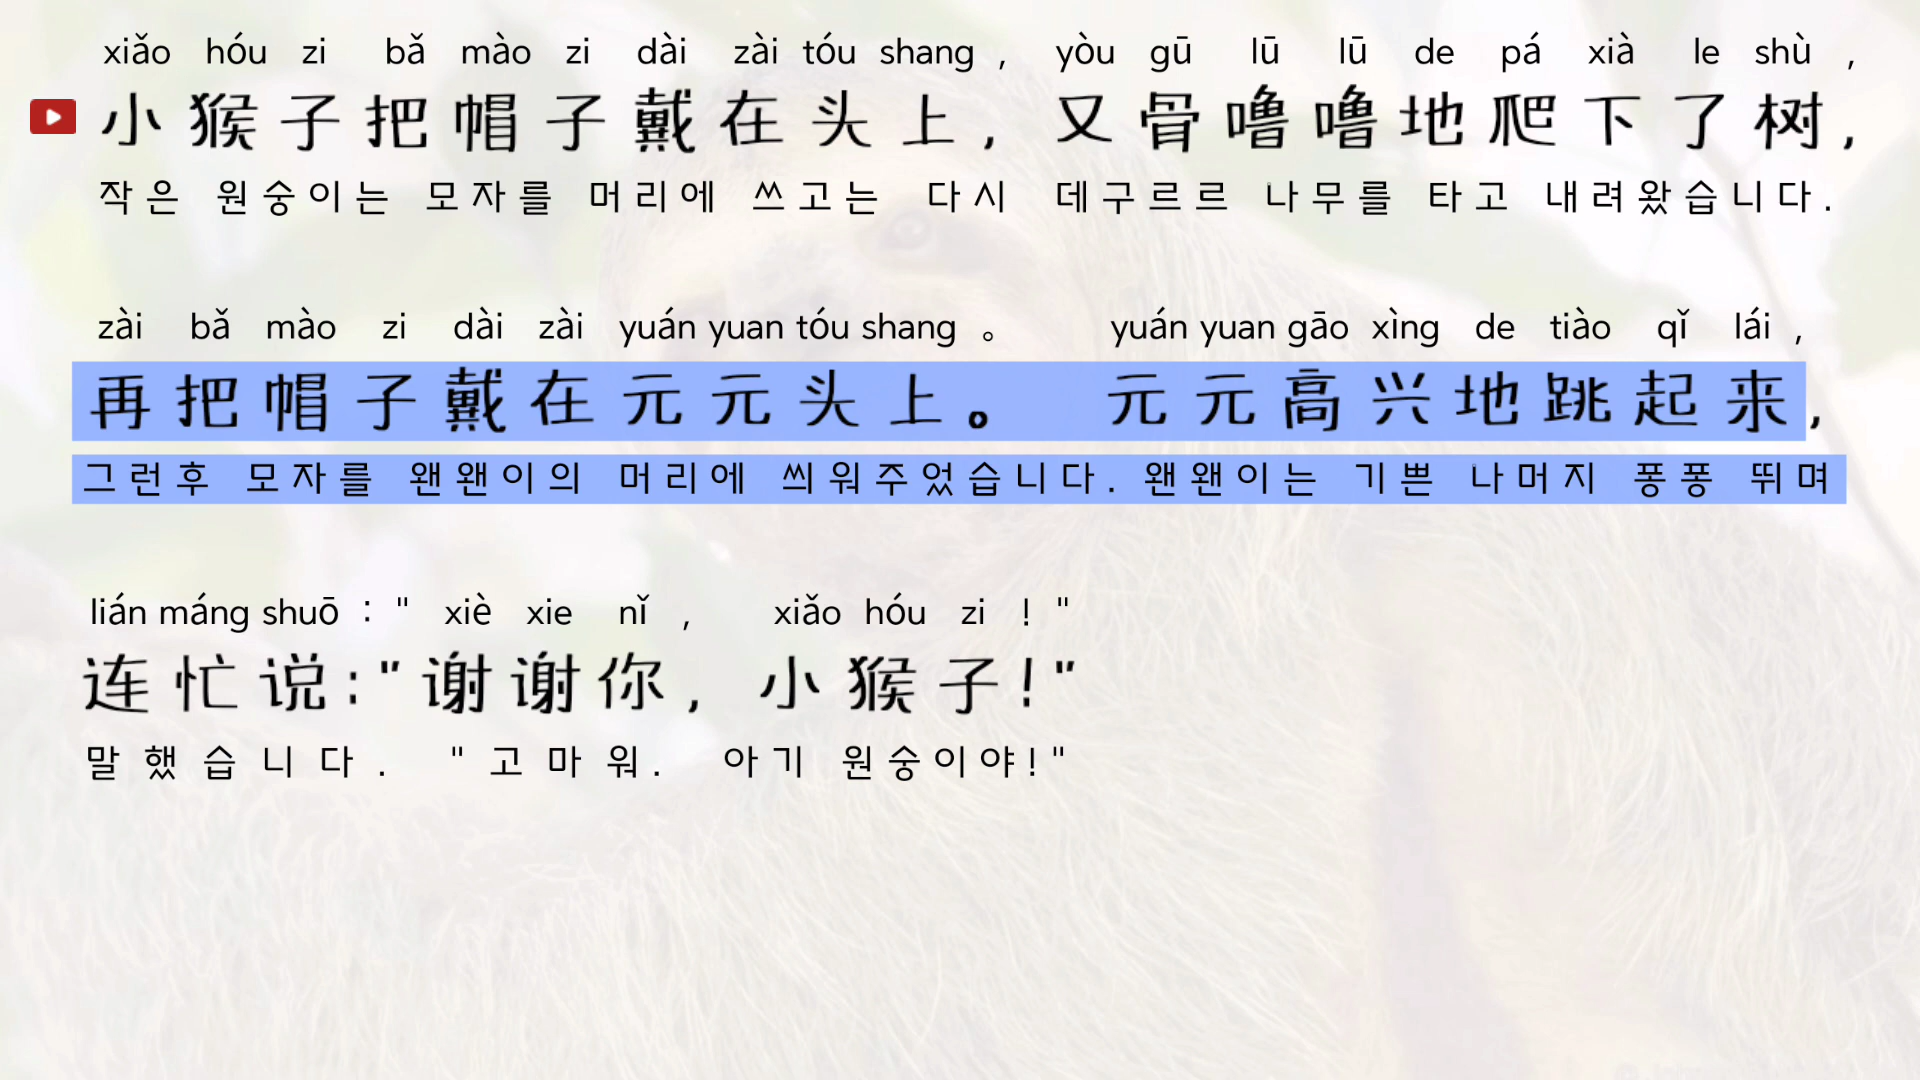 xiǎo hóu zi bǎ mào zi dài zài tóu shang , yòu gū lū lū de pá xià le shù ,
小猴子把帽子戴在头上, 又骨噜噜地爬下了树,
작은 원숭이는 모자를 머리에 쓰고는 다시 데구르르 나무를 타고 내려왔습니다.
zài bǎ mào zi dài zài yuán yuan tóu shang 。 yuán yuan gāo xìng de tiào qǐ lái ,
再把帽子戴在元元头上。 元元高兴地跳起来,
그런후 모자를 왠왠이의 머리에 씌워주었습니다. 왠왠이는 기쁜 나머지 퐁퐁 뛰며
lián máng shuō : " xiè xie nǐ , xiǎo hóu zi ! "
连忙说:"谢谢你, 小猴子!"
말했습니다. "고마워. 아기 원숭이야!"